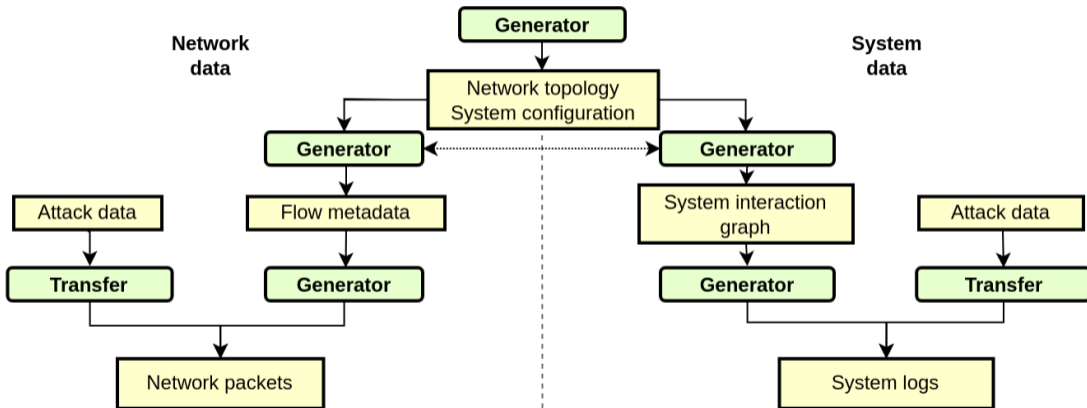 Generator
Network
data
System
data
Network topology
System configuration
Generator
Generator
Attack data
Flow metadata
System interaction
graph
Attack data
Transfer
Generator
Generator
Transfer
Network packets
System logs